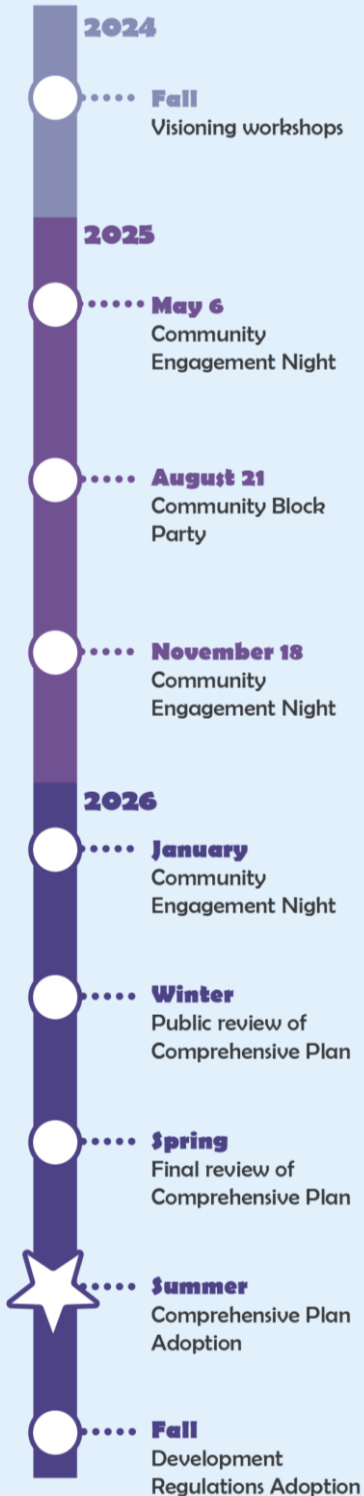 2024
Fall
Visioning workshops
2025
May 6
Community
Engagement Night
August 21
Community Block
Party
November 18
Community
Engagement Night
2026
January
Community
Engagement Night
Winter
Public review of
Comprehensive Plan
Spring
Final review of
Comprehensive Plan
Summer
Comprehensive Plan
Adoption
Fall
Development
Regulations Adoption